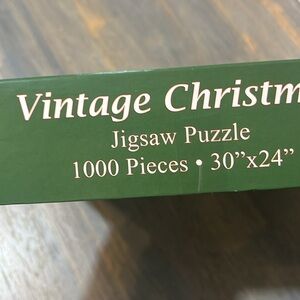 Vintage Christm
Jigsaw Puzzle
1000 Pieces • 30”x24”